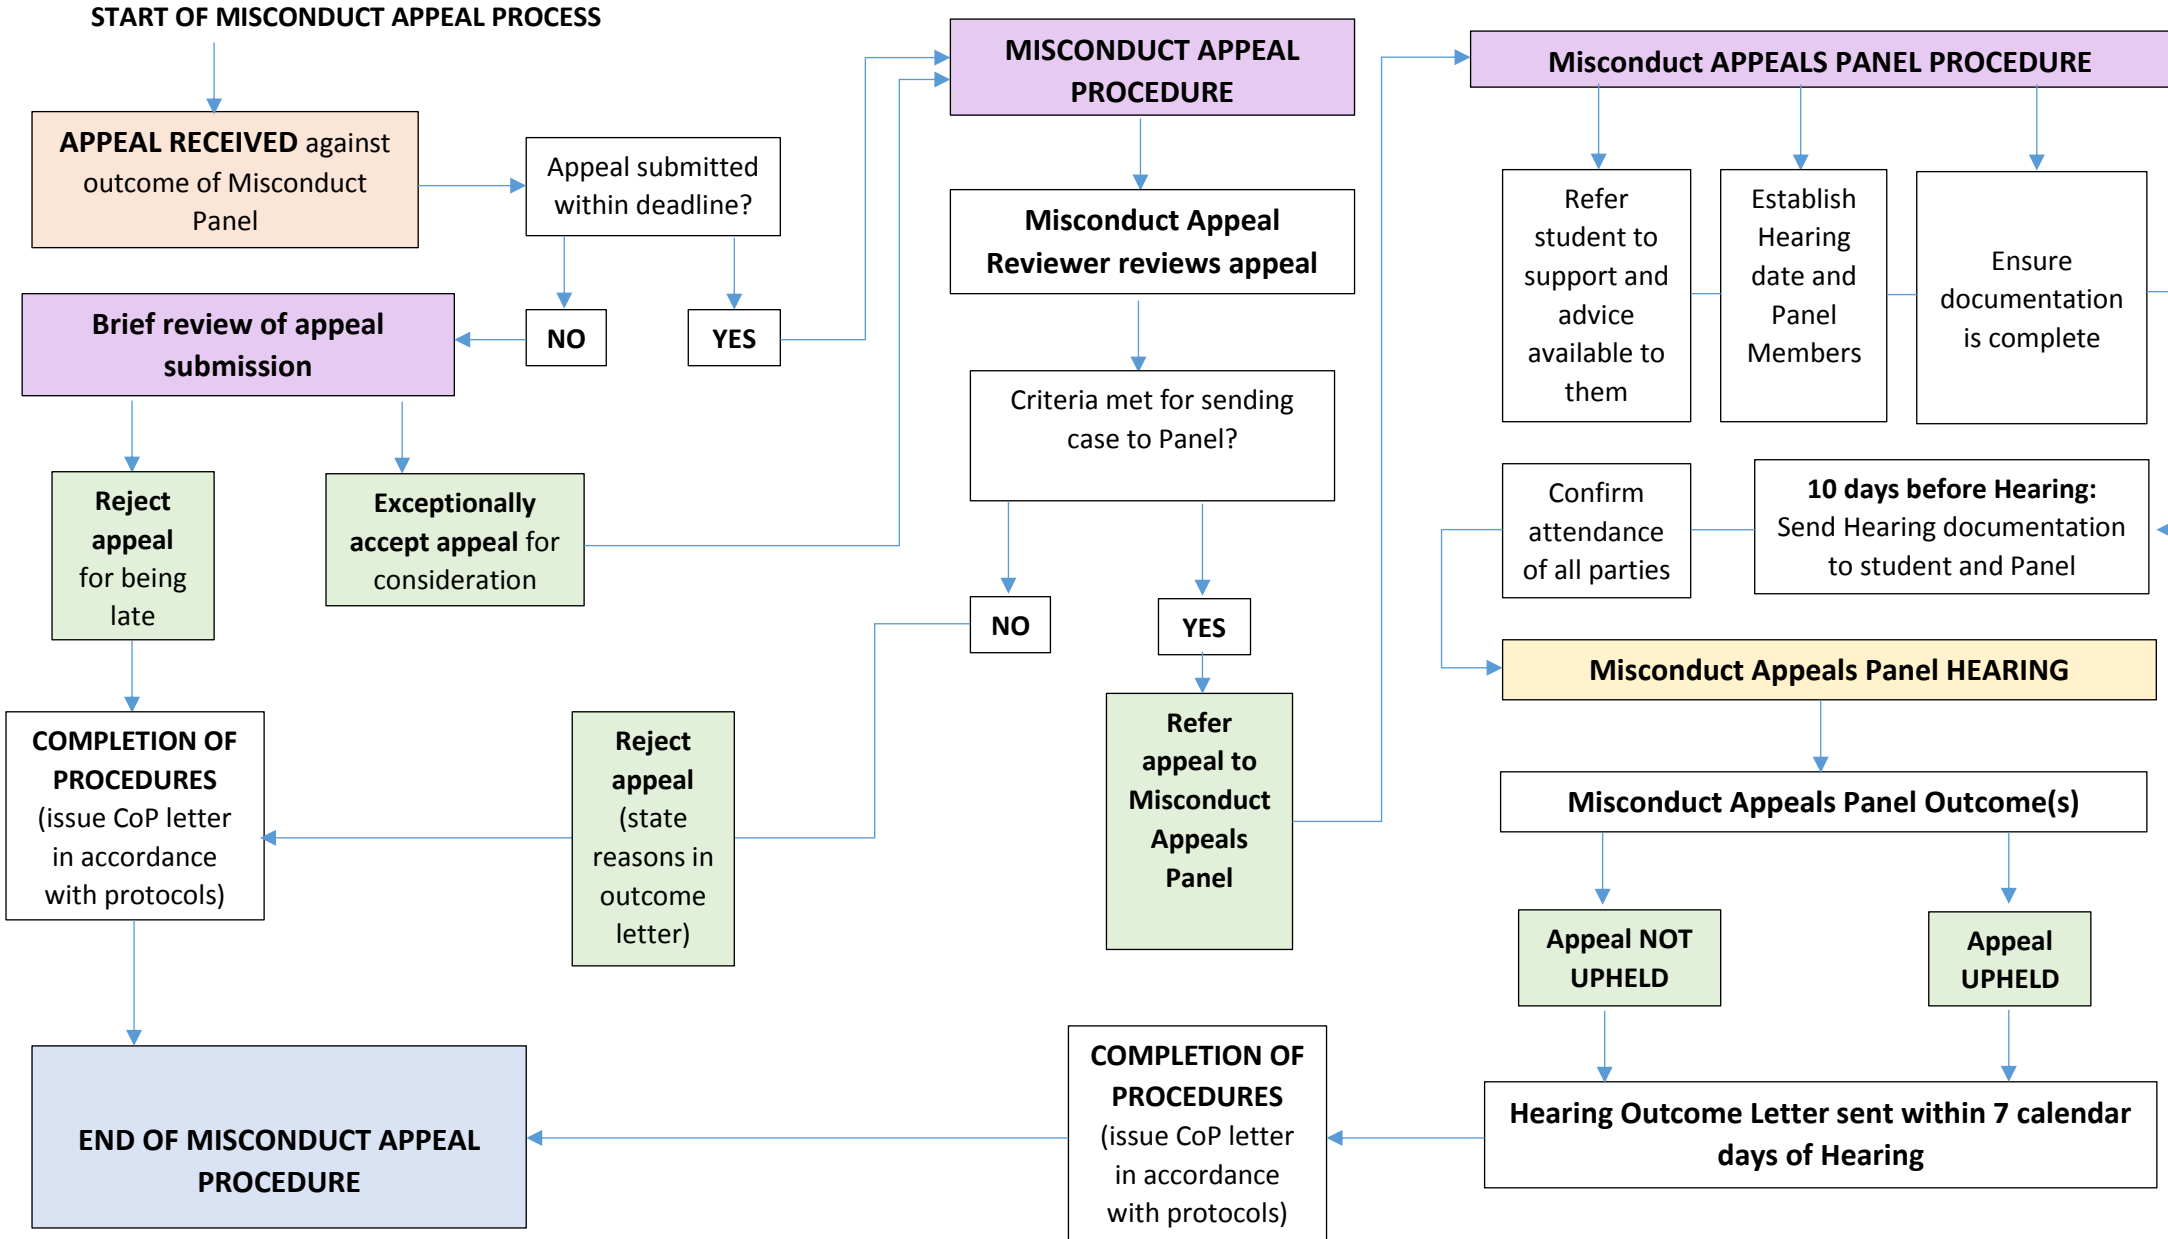 START OF MISCONDUCT APPEAL PROCESS
APPEAL RECEIVED against
outcome of Misconduct
Panel
Appeal submitted
within deadline?
NO
YES
Brief review of appeal
submission
Reject
appeal
for being
late
Exceptionally
accept appeal for
consideration
COMPLETION OF
PROCEDURES
(issue CoP letter
in accordance
with protocols)
Reject
appeal
(state
reasons in
outcome
letter)
END OF MISCONDUCT APPEAL
PROCEDURE
MISCONDUCT APPEAL
PROCEDURE
Misconduct Appeal
Reviewer reviews appeal
Criteria met for sending
case to Panel?
NO
YES
Refer
appeal to
Misconduct
Appeals
Panel
COMPLETION OF
PROCEDURES
(issue CoP letter
in accordance
with protocols)
Misconduct APPEALS PANEL PROCEDURE
Refer
student to
support and
advice
available to
them
Establish
Hearing
date and
Panel
Members
Ensure
documentation
is complete
Confirm
attendance
of all parties
10 days before Hearing:
Send Hearing documentation
to student and Panel
Misconduct Appeals Panel HEARING
Misconduct Appeals Panel Outcome(s)
Appeal NOT
UPHELD
Appeal
UPHELD
Hearing Outcome Letter sent within 7 calendar
days of Hearing